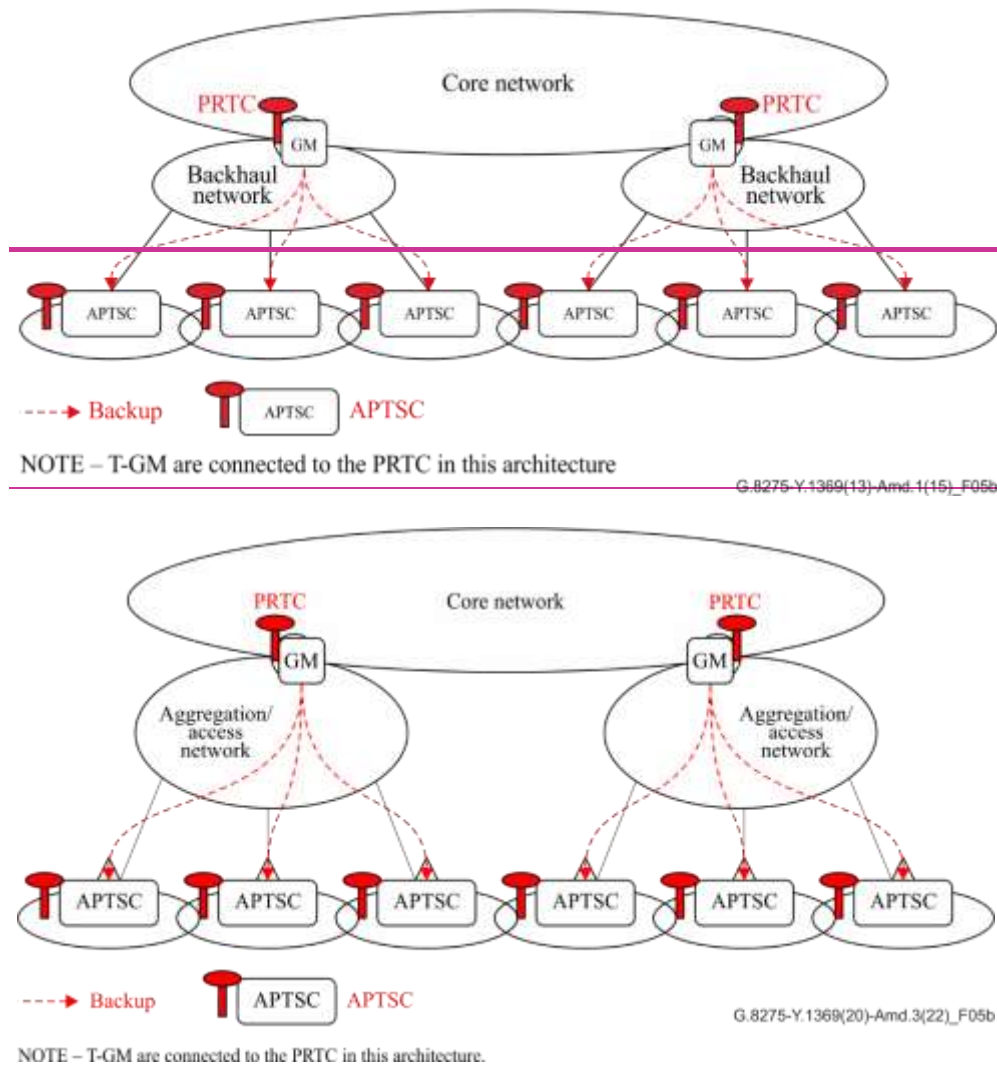 Core network
PRTC
PRTC
GM
GM
Backhaul
network
Backhaul
network
APTSC
APTSC
APTSC
APTSC
APTSC
APTSC
Backup
APTSC
APTSC
NOTE – T-GM are connected to the PRTC in this architecture
G.8275-Y.1369(13)-Amd.1(15)_F05b
PRTC
Core network
PRTC
GM
GM
Aggregation/
access
network
Aggregation/
access
network
APTSC
APTSC
APTSC
APTSC
APTSC
APTSC
Backup
APTSC
APTSC
G.8275-Y.1369(20)-Amd.3(22)_F05b
NOTE – T-GM are connected to the PRTC in this architecture.